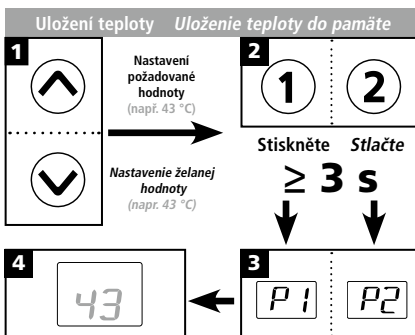 Uložení teploty Uloženie teploty do pamäte
1
Nastavení
požadované
hodnoty
(např. 43 °C)
Nastavenie želanej
hodnoty
(napr. 43 °C)
2
1 2
Stiskněte Stlačte
≥ 3 s
3
P1 P2
4
43